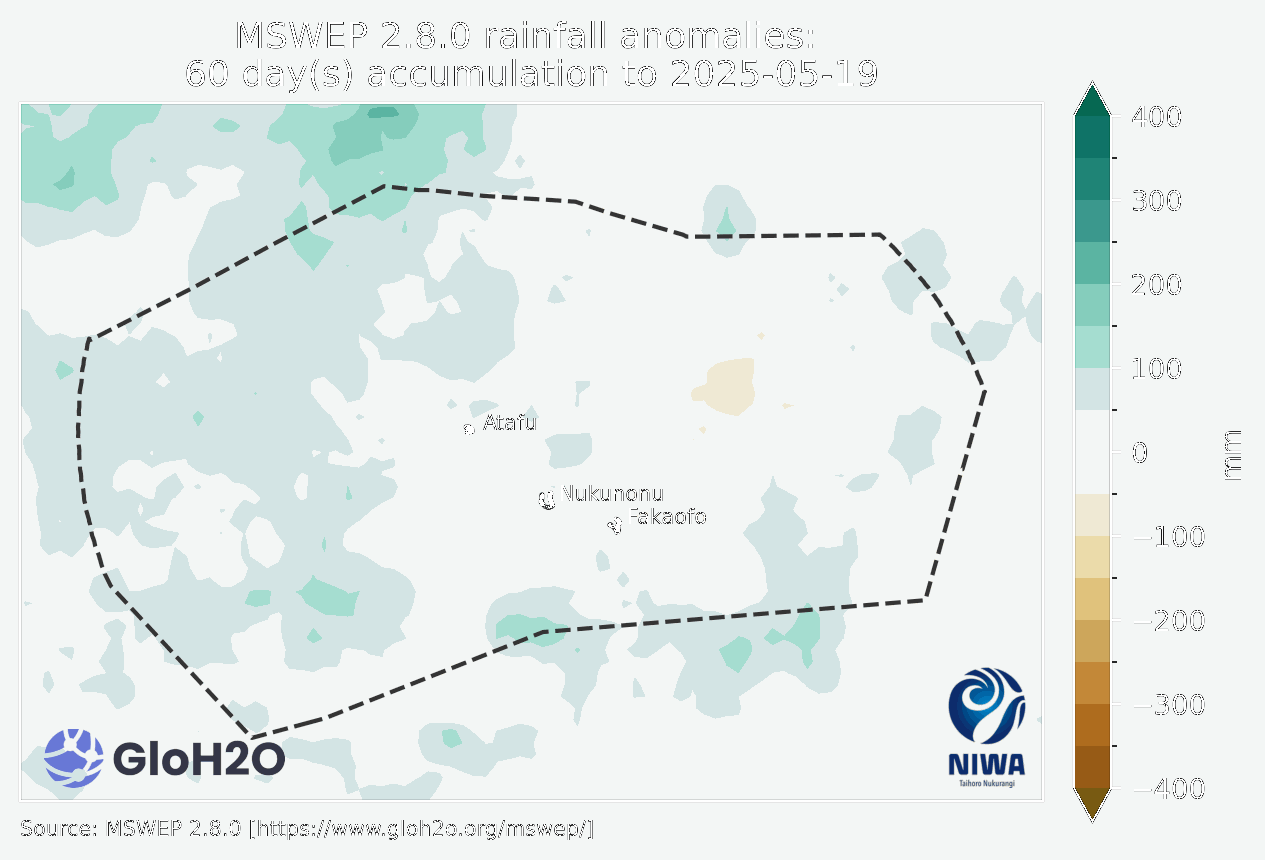 MSWEP 2.8.0 rainfall anomalies:
60 day(s) accumulation to 2025-05-19
400
300
200
100
0
−100
−200
−300
−400
mm
Atafu
Nukunonu
Fakaofo
GloH2O
NIWA
Taihoro Nukurangi
Source: MSWEP 2.8.0 [https://www.gloh2o.org/mswep/]